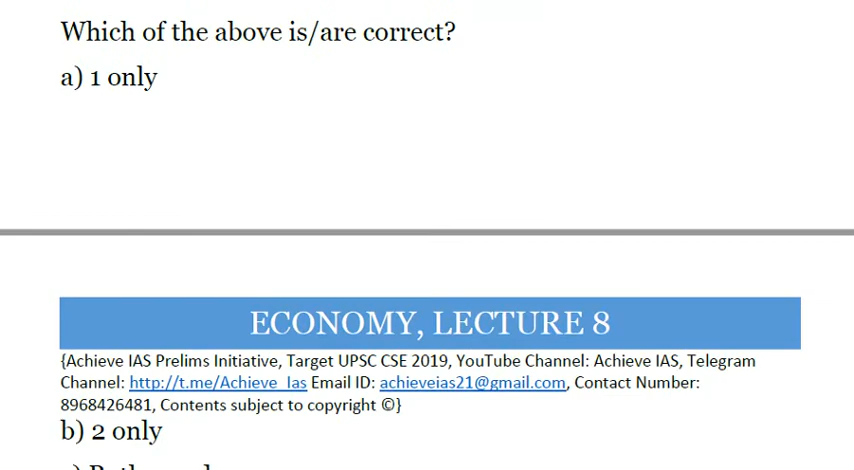 Which of the above is/are correct?
a) 1 only
ECONOMY, LECTURE 8
{Achieve IAS Prelims Initiative, Target UPSC CSE 2019, YouTube Channel: Achieve IAS, Telegram
Channel: http://t.me/Achieve_Ias Email ID: achieveias21@gmail.com, Contact Number:
8968426481, Contents subject to copyright ©}
b) 2 only